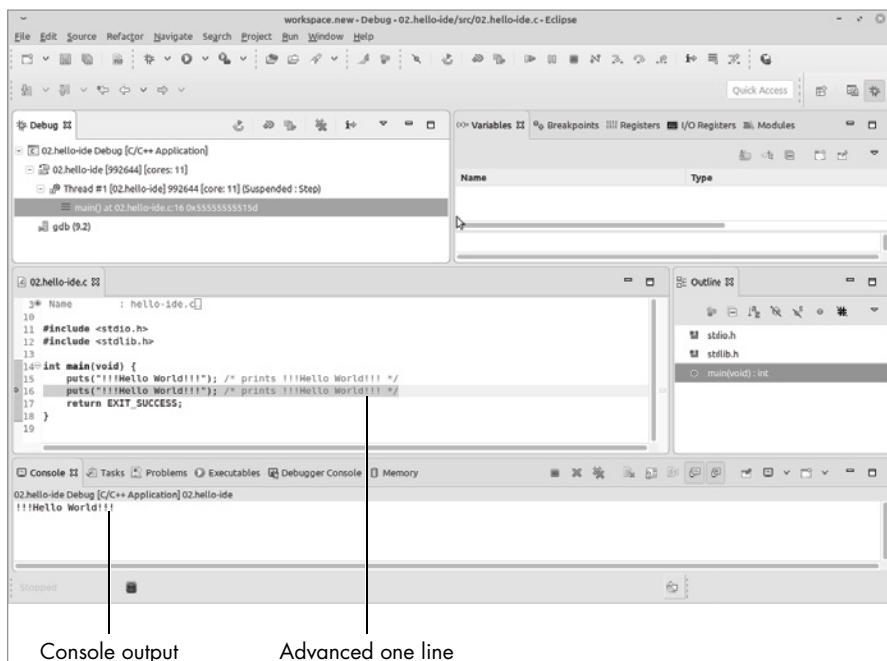 workspace.new - Debug - 02.hello-ide/src/02.hello-ide.c - Eclipse
File Edit Source Refactor Navigate Search Project Run Window Help
Quick Access
Debug
02.hello-ide Debug [C/C++ Application]
02.hello-ide [992644] [cores: 11]
Thread #1 [02.hello-ide] 992644 [core: 11] (Suspended : Step)
main() at 02.hello-ide.c:16 0x55555555515d
gdb (9.2)
(x)= Variables Breakpoints Registers I/O Registers Modules
Name Type
02.hello-ide.c
3 Name : hello-ide.c
10
11 #include <stdio.h>
12 #include <stdlib.h>
13
14 int main(void) {
15 puts("!!!Hello World!!!"); /* prints !!!Hello World!!! */
16 puts("!!!Hello World!!!"); /* prints !!!Hello World!!! */
17 return EXIT_SUCCESS;
18 }
19
Outline
stdio.h
stdlib.h
main(void) : int
Console Tasks Problems Executables Debugger Console Memory
02.hello-ide Debug [C/C++ Application] 02.hello-ide
!!!Hello World!!!
Stopped
Console output Advanced one line